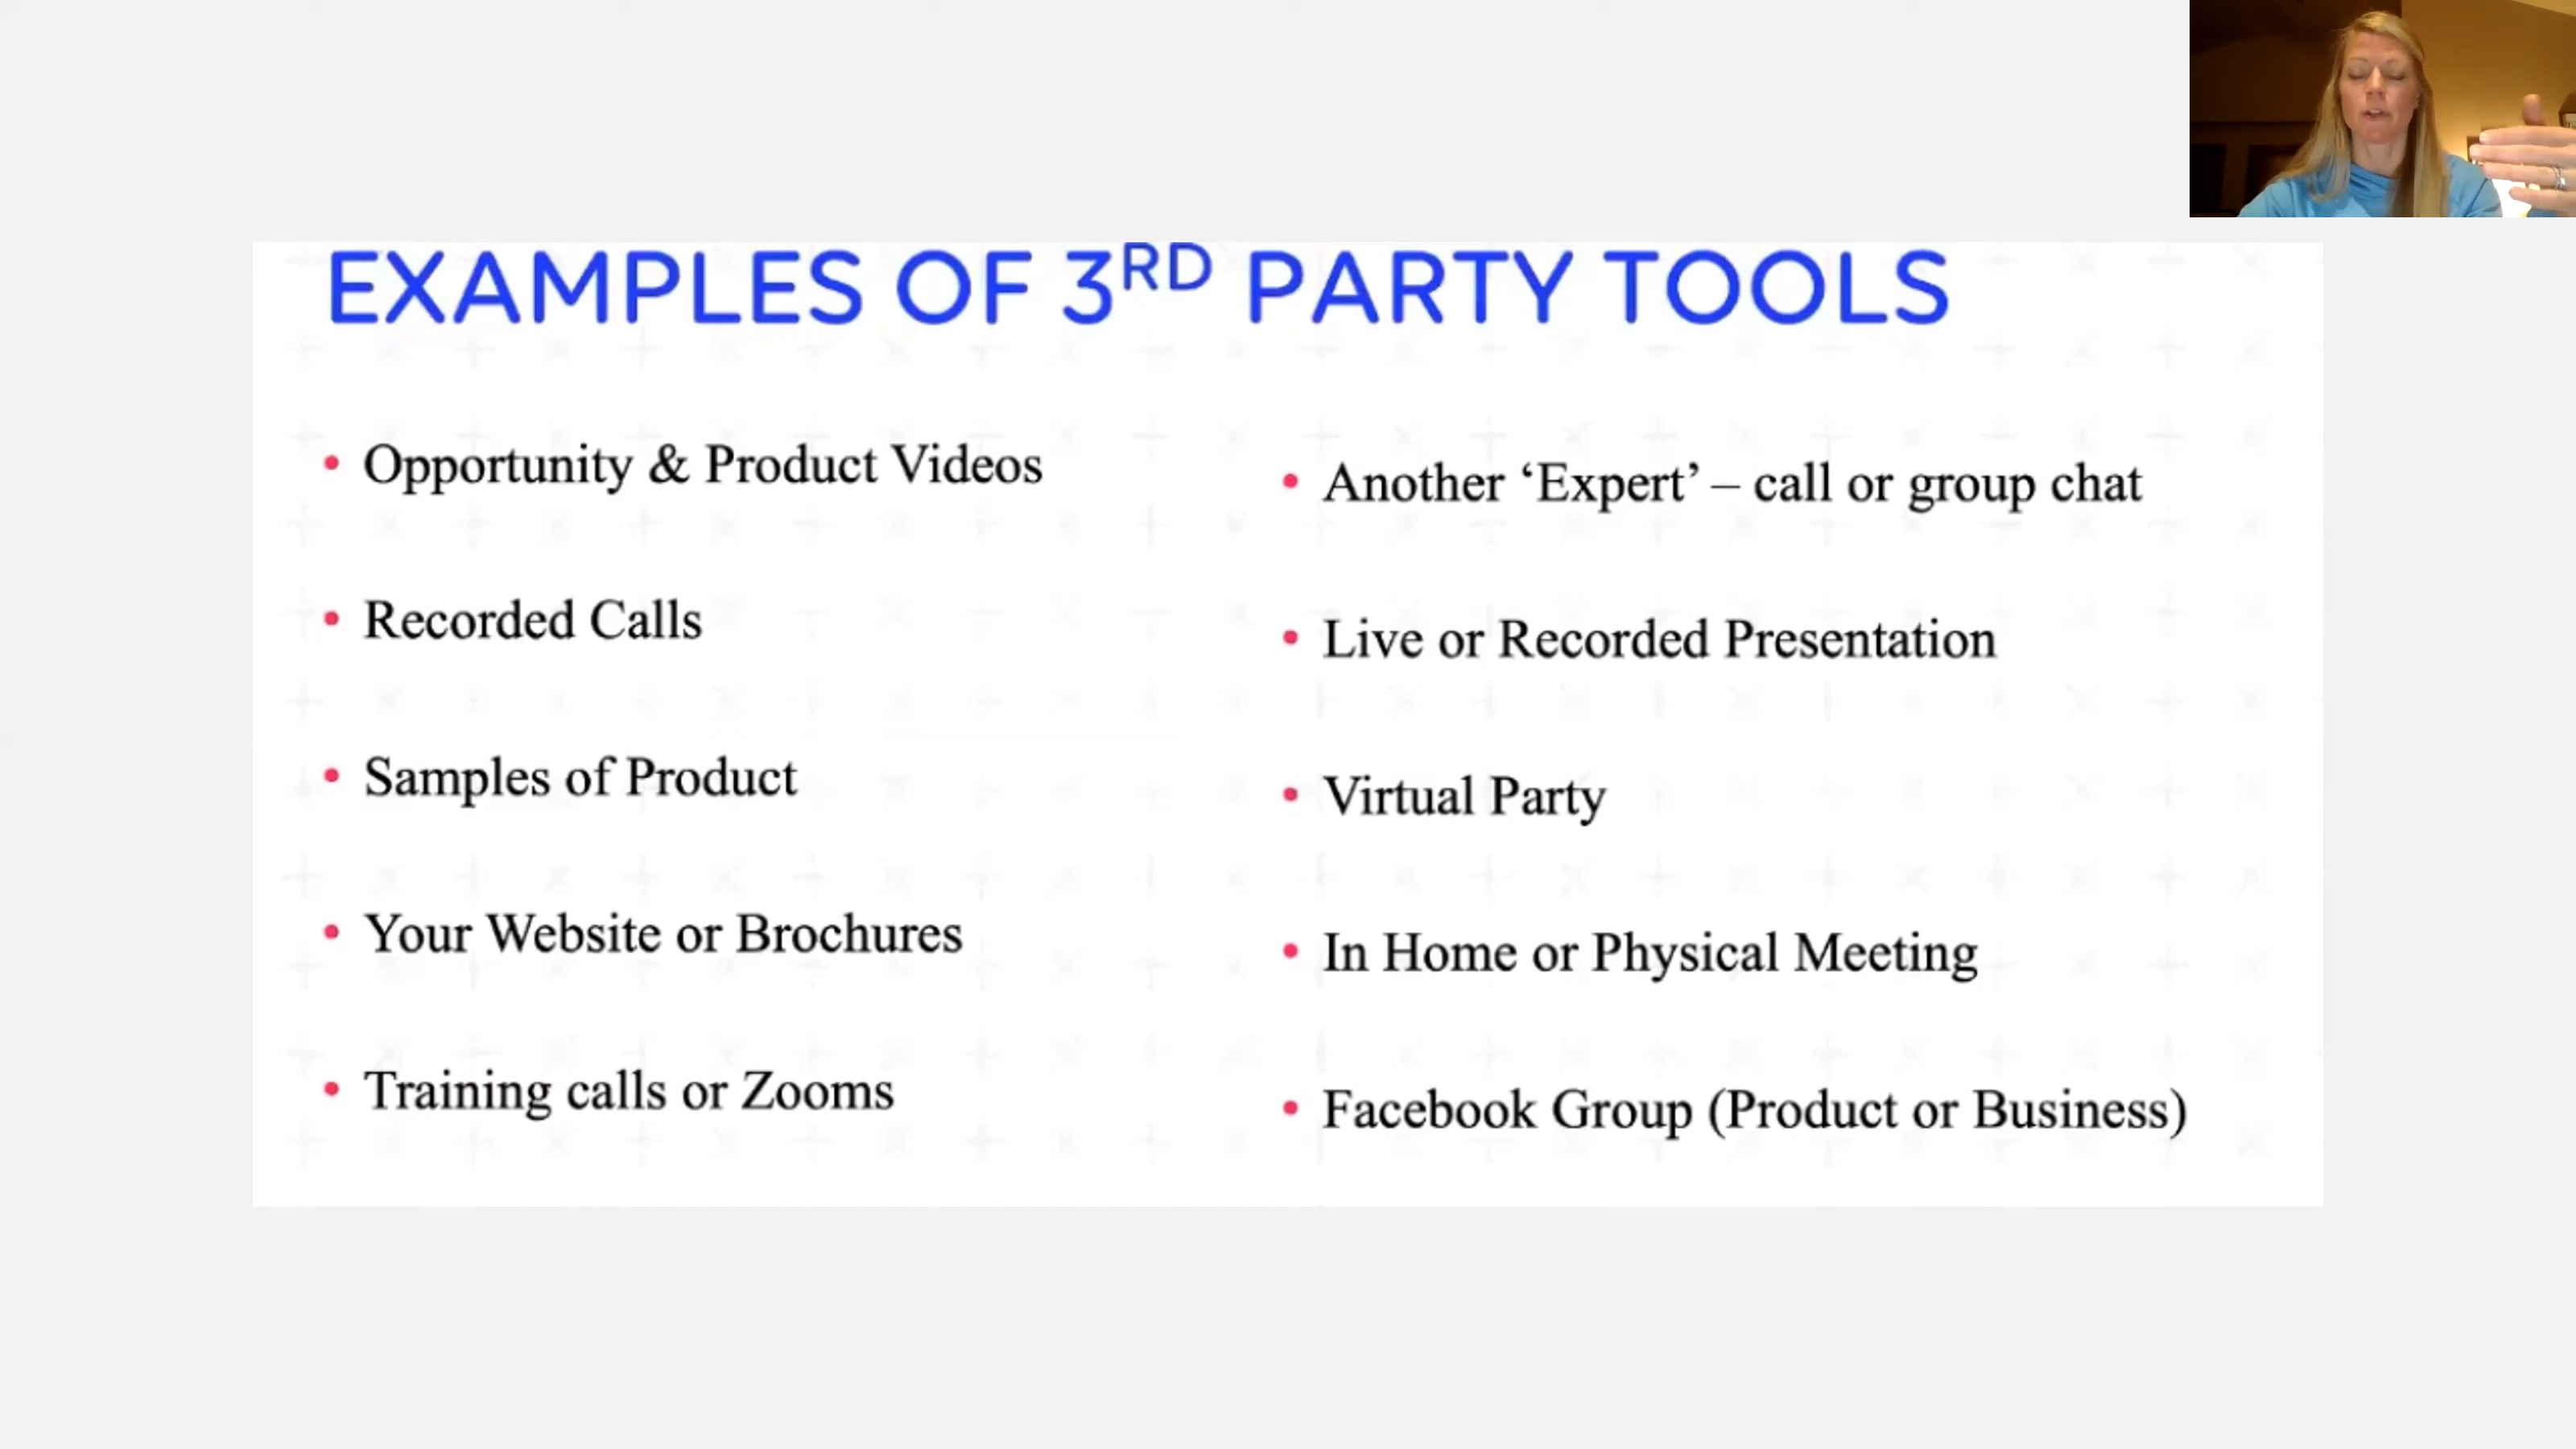 EXAMPLES OF 3RD PARTY TOOLS
• Opportunity & Product Videos
• Recorded Calls
• Samples of Product
• Your Website or Brochures
• Training calls or Zooms
• Another ‘Expert’ – call or group chat
• Live or Recorded Presentation
• Virtual Party
• In Home or Physical Meeting
• Facebook Group (Product or Business)